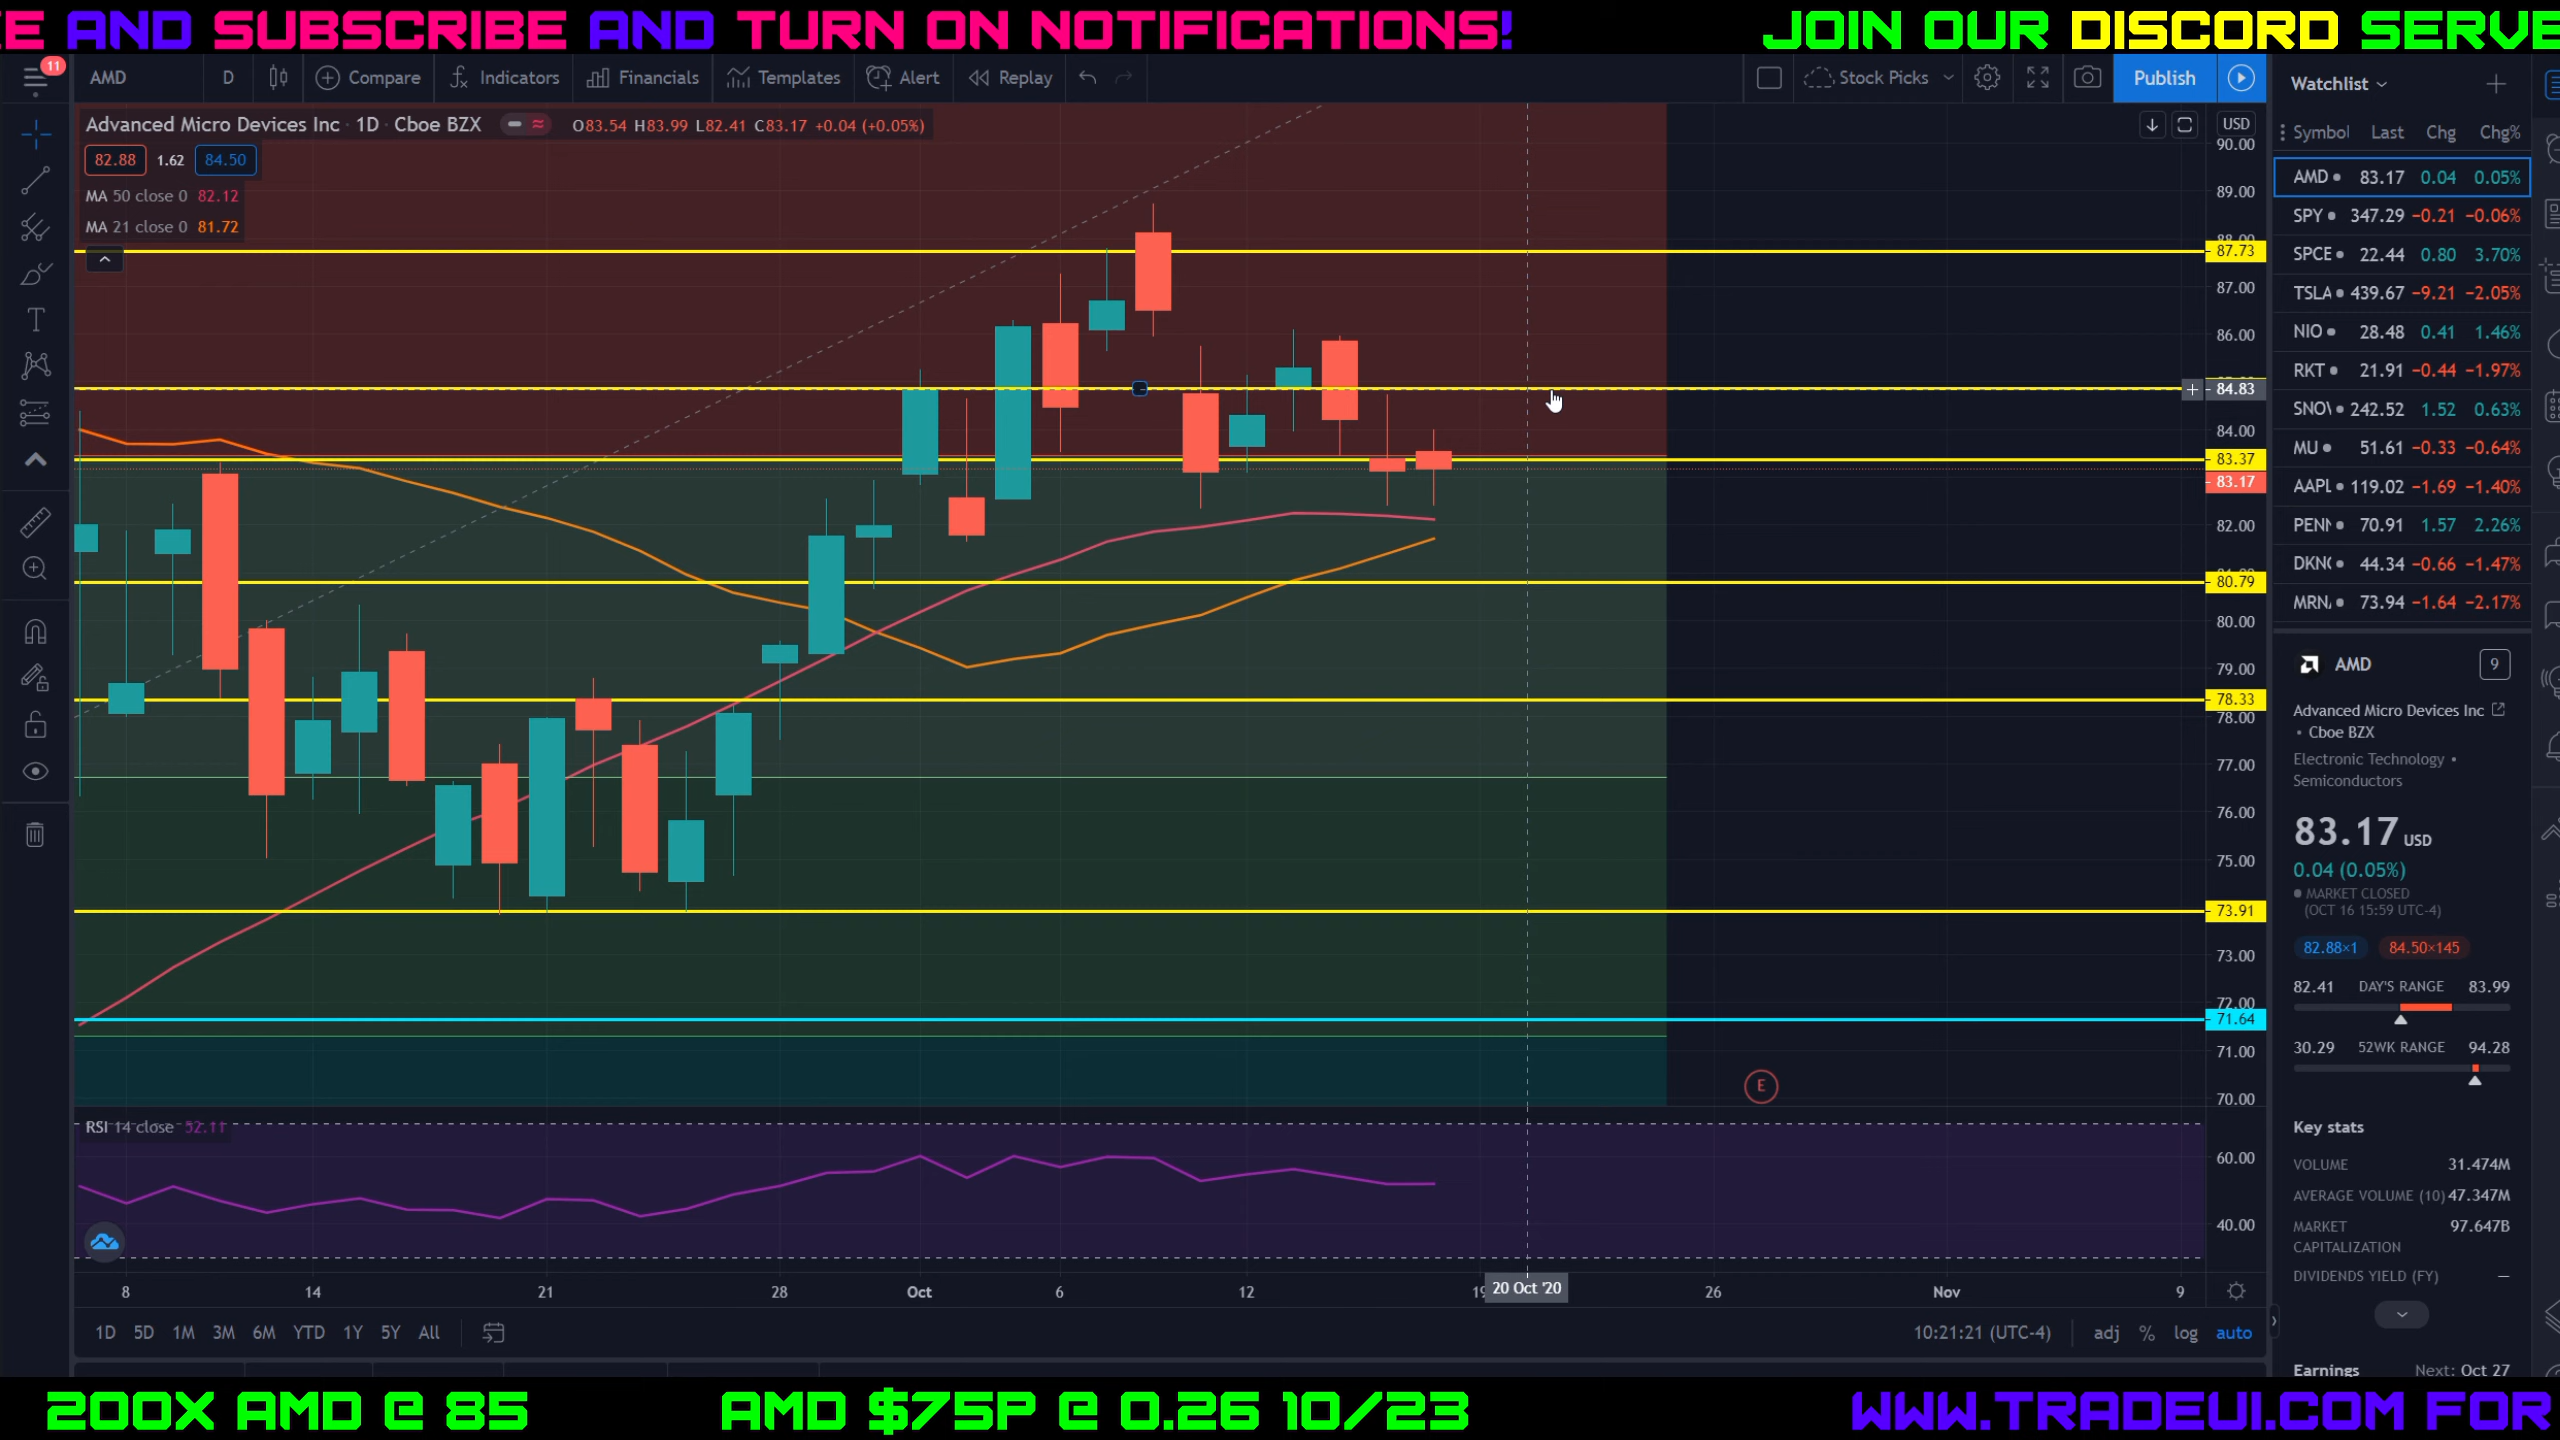 E AND SUBSCRIBE AND TURN ON NOTIFICATIONS! JOIN OUR DISCORD SERVE
11
AMD D Compare Indicators Financials Templates Alert Replay Stock Picks Publish
Advanced Micro Devices Inc · 1D · Cboe BZX O83.54 H83.99 L82.41 C83.17 +0.04 (+0.05%)
82.88 1.62 84.50
MA 50 close 0 82.12
MA 21 close 0 81.72
USD
90.00
89.00
88.00
87.73
87.00
86.00
84.83
84.00
83.37
83.17
82.00
80.79
80.00
79.00
78.33
78.00
77.00
76.00
75.00
73.91
73.00
72.00
71.64
71.00
70.00
E
RSI 14 close 52.11
60.00
40.00
8 14 21 28 Oct 6 12 19 20 Oct '20 26 Nov 9
1D 5D 1M 3M 6M YTD 1Y 5Y All 10:21:21 (UTC-4) adj % log auto
Watchlist
Symbol Last Chg Chg%
AMD 83.17 0.04 0.05%
SPY 347.29 −0.21 −0.06%
SPCE 22.44 0.80 3.70%
TSLA 439.67 −9.21 −2.05%
NIO 28.48 0.41 1.46%
RKT 21.91 −0.44 −1.97%
SNO 242.52 1.52 0.63%
MU 51.61 −0.33 −0.64%
AAPL 119.02 −1.69 −1.40%
PEN 70.91 1.57 2.26%
DKN 44.34 −0.66 −1.47%
MRN 73.94 −1.64 −2.17%
AMD 9
Advanced Micro Devices Inc
• Cboe BZX
Electronic Technology •
Semiconductors
83.17 USD
0.04 (0.05%)
MARKET CLOSED
(OCT 16 15:59 UTC-4)
82.88×1 84.50×145
82.41 DAY'S RANGE 83.99
30.29 52WK RANGE 94.28
Key stats
VOLUME 31.474M
AVERAGE VOLUME (10) 47.347M
MARKET CAPITALIZATION 97.647B
DIVIDENDS YIELD (FY) —
Earnings Next: Oct 27
200X AMD @ 85 AMD $75P @ 0.26 10/23 WWW.TRADEUI.COM FOR